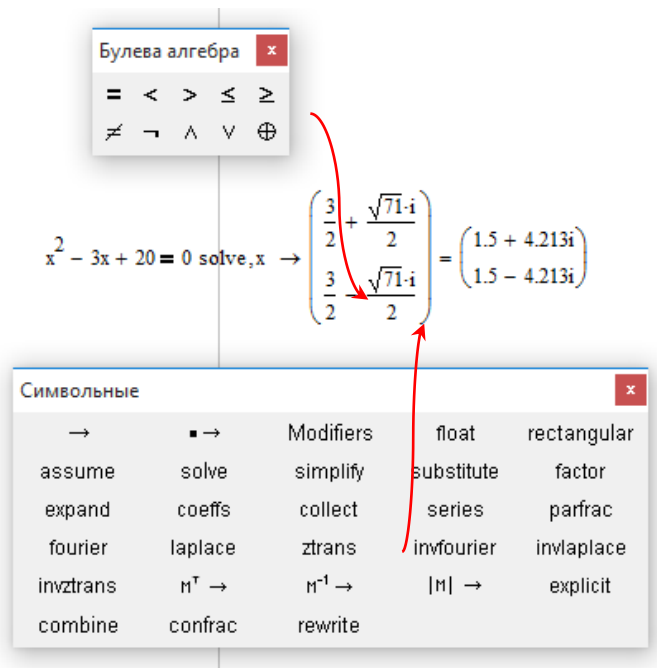 Булева алгебра x
= < > ≤ ≥
≠ ¬ ∧ ∨ ⊕
x² − 3x + 20 = 0 solve,x → (3/2 + √71·i/2
3/2 − √71·i/2) = (1.5 + 4.213i
1.5 − 4.213i)
Символьные x
→ ▪ → Modifiers float rectangular
assume solve simplify substitute factor
expand coeffs collect series parfrac
fourier laplace ztrans invfourier invlaplace
invztrans Mᵀ → M⁻¹ → |M| → explicit
combine confrac rewrite